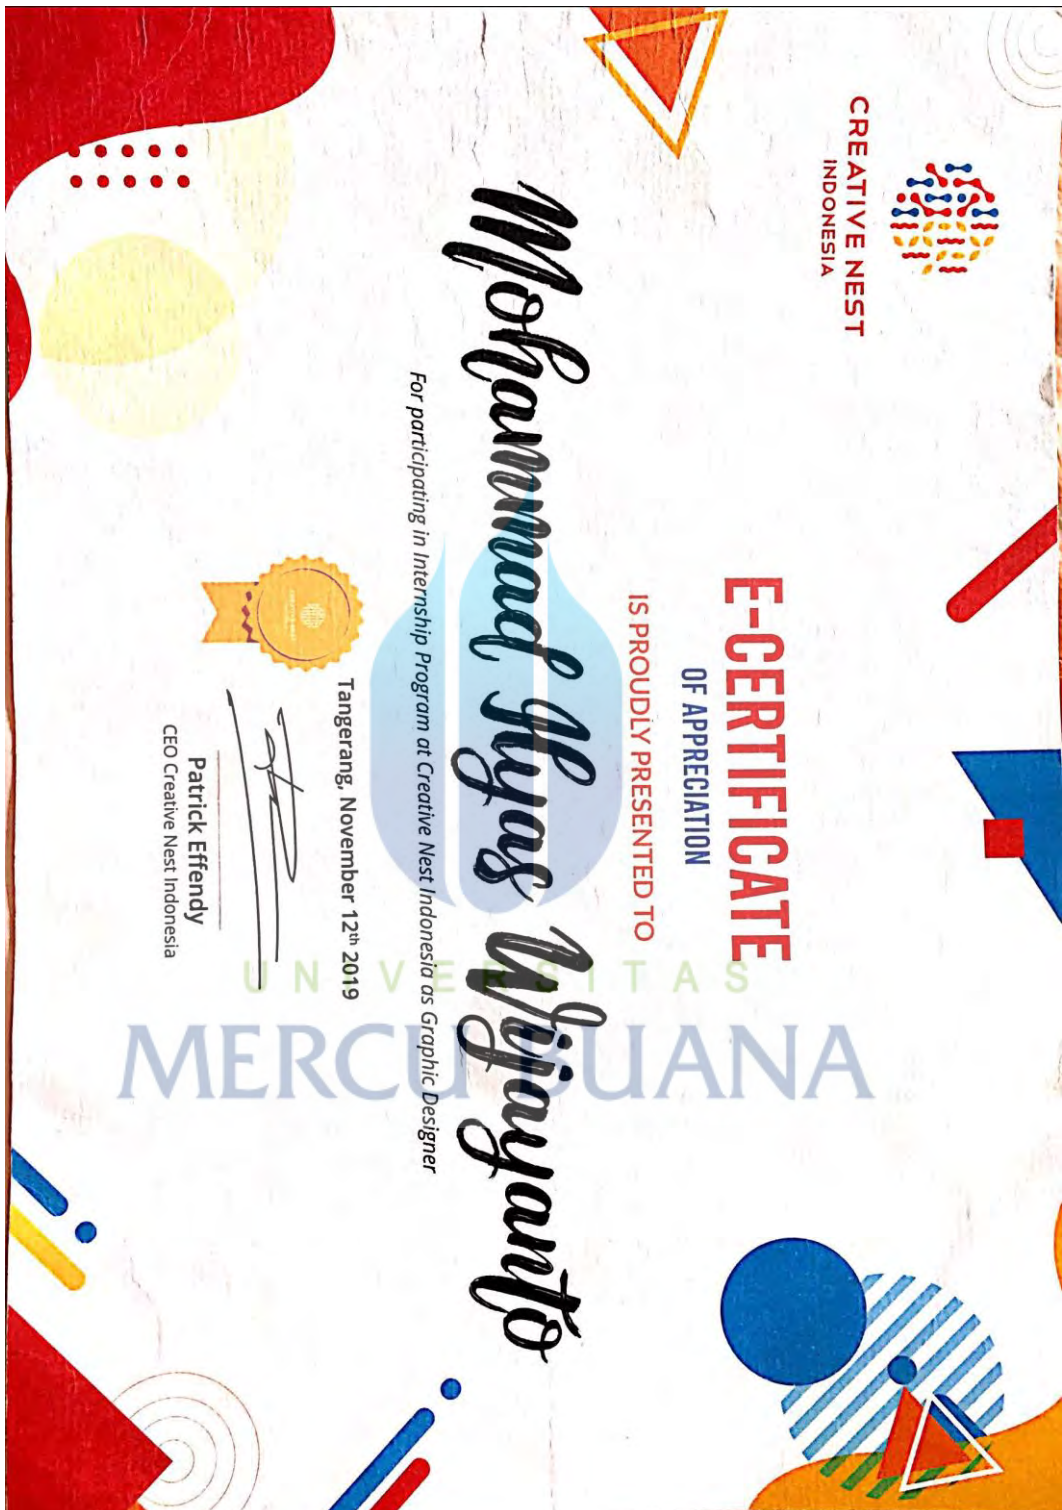 CREATIVE NEST
INDONESIA
E-CERTIFICATE
OF APPRECIATION
IS PROUDLY PRESENTED TO
Mohammad Ilyas Wijayanto
For participating in Internship Program at Creative Nest Indonesia as Graphic Designer
Tangerang, November 12th 2019
Patrick Effendy
CEO Creative Nest Indonesia
UNIVERSITAS
MERCU BUANA